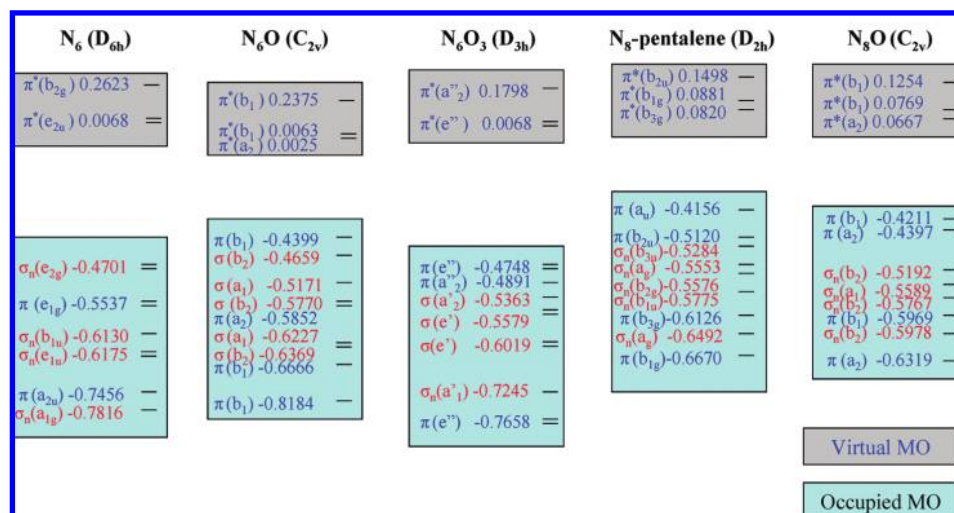 N6 (D6h)
N6O (C2v)
N6O3 (D3h)
N8-pentalene (D2h)
N8O (C2v)
π*(b2g) 0.2623
π*(e2u) 0.0068
σn(e2g) -0.4701
π (e1g) -0.5537
σn(b1u) -0.6130
σn(e1u) -0.6175
π(a2u) -0.7456
σn(a1g) -0.7816
π*(b1) 0.2375
π*(b1) 0.0063
π*(a2) 0.0025
π(b1) -0.4399
σ(b2) -0.4659
σ(a1) -0.5171
σ (b2) -0.5770
π(a2) -0.5852
σ(a1) -0.6227
σ(b2) -0.6369
π(b1) -0.6666
π(b1) -0.8184
π*(a"2) 0.1798
π*(e") 0.0068
π(e") -0.4748
π(a"2) -0.4891
σ(a'2) -0.5363
σ(e') -0.5579
σ(e') -0.6019
σn(a'1) -0.7245
π(e") -0.7658
π*(b2u) 0.1498
π*(b1g) 0.0881
π*(b3g) 0.0820
π (au) -0.4156
π(b2u) -0.5120
σn(b3u) -0.5284
σn(ag) -0.5553
σn(b2g) -0.5576
σn(b1u) -0.5775
π(b3g) -0.6126
σn(ag) -0.6492
π(b1g) -0.6670
π*(b1) 0.1254
π*(b1) 0.0769
π*(a2) 0.0667
π(b1) -0.4211
π(a2) -0.4397
σn(b2) -0.5192
σn(a1) -0.5589
σn(b2) -0.5767
π(b1) -0.5969
σn(b2) -0.5978
π(a2) -0.6319
Virtual MO
Occupied MO